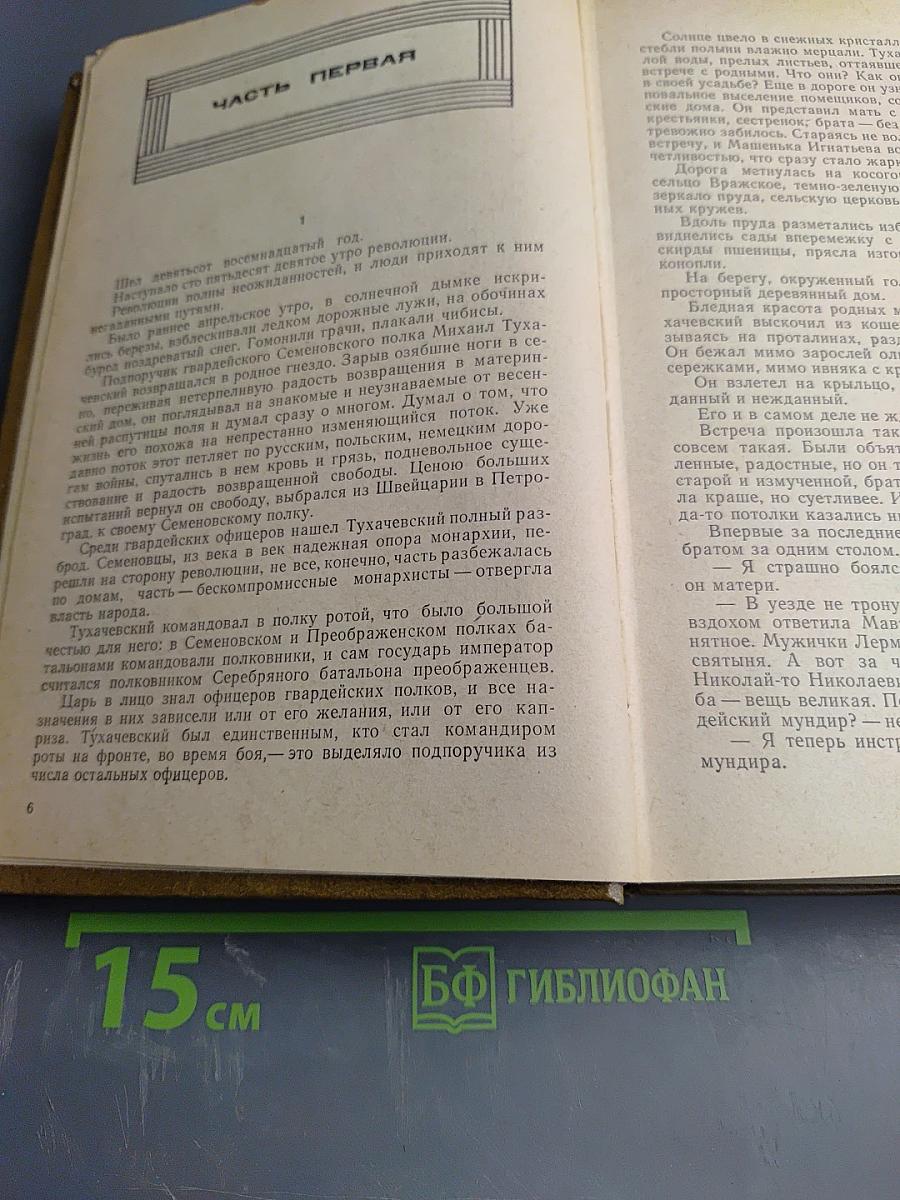 ЧАСТЬ ПЕРВАЯ
1
Шел девятьсот восемнадцатый год.
Наступало сто пятьдесят девятое утро революции.
Революции полны неожиданностей, и люди приходят к ним
негаданными путями.
Было раннее апрельское утро, в солнечной дымке искри-
лись березы, взблескивали ледком дорожные лужи, на обочинах
бурел ноздреватый снег. Гомонили грачи, плакали чибисы.
Подпоручик гвардейского Семеновского полка Михаил Туха-
чевский возвращался в родное гнездо. Зарыв озябшие ноги в се-
но, переживая нетерпеливую радость возвращения в материн-
ский дом, он поглядывал на знакомые и неузнаваемые от весен-
ней распутицы поля и думал сразу о многом. Думал о том, что
жизнь его похожа на непрестанно изменяющийся поток. Уже
давно поток этот петляет по русским, польским, немецким доро-
гам войны, спутались в нем кровь и грязь, подневольное суще-
ствование и радость возвращенной свободы. Ценою больших
испытаний вернул он свободу, выбрался из Швейцарии в Петро-
град, к своему Семеновскому полку.
Среди гвардейских офицеров нашел Тухачевский полный раз-
брод. Семеновцы, из века в век надежная опора монархии, пе-
решли на сторону революции, не все, конечно, часть разбежалась
по домам, часть — бескомпромиссные монархисты — отвергла
власть народа.
Тухачевский командовал в полку ротой, что было большой
честью для него: в Семеновском и Преображенском полках ба-
тальонами командовали полковники, и сам государь император
считался полковником Серебряного батальона преображенцев.
Царь в лицо знал офицеров гвардейских полков, и все на-
значения в них зависели или от его желания, или от его кап-
риза. Тухачевский был единственным, кто стал командиром
роты на фронте, во время боя,— это выделяло подпоручика из
числа остальных офицеров.
6
Солнце цвело в снежных кристалл
стебли полыни влажно мерцали. Туха
лой воды, прелых листьев, оттаявше
встрече с родными. Что они? Как он
в своей усадьбе? Еще в дороге он узн
повальное выселение помещиков, со
ские дома. Он представил мать с
крестьянки, сестренок; брата — без
тревожно забилось. Стараясь не вол
встречу, и Машенька Игнатьева вс
четливостью, что сразу стало жарк
Дорога метнулась на косого
сельцо Вражское, темно-зеленую
зеркало пруда, сельскую церковь
ных кружев.
Вдоль пруда разметались изб
виднелись сады вперемежку с
скирды пшеницы, прясла изго
конопли.
На берегу, окруженный гол
просторный деревянный дом.
Бледная красота родных м
хачевский выскочил из коше
зываясь на проталинах, разд
Он бежал мимо зарослей оль
сережками, мимо ивняка с кр
Он взлетел на крыльцо,
данный и нежданный.
Его и в самом деле не ж
Встреча произошла так
совсем такая. Были объят
ленные, радостные, но он т
старой и измученной, брат
ла краше, но суетливее. И
да-то потолки казались ни
Впервые за последние
братом за одним столом.
— Я страшно боялс
он матери.
— В уезде не трону
вздохом ответила Мав
нятное. Мужички Лерм
святыня. А вот за ч
Николай-то Николаеви
ба — вещь великая. По
дейский мундир? — не
— Я теперь инстр
мундира.
15 см
БФ ГИБЛИОФАН